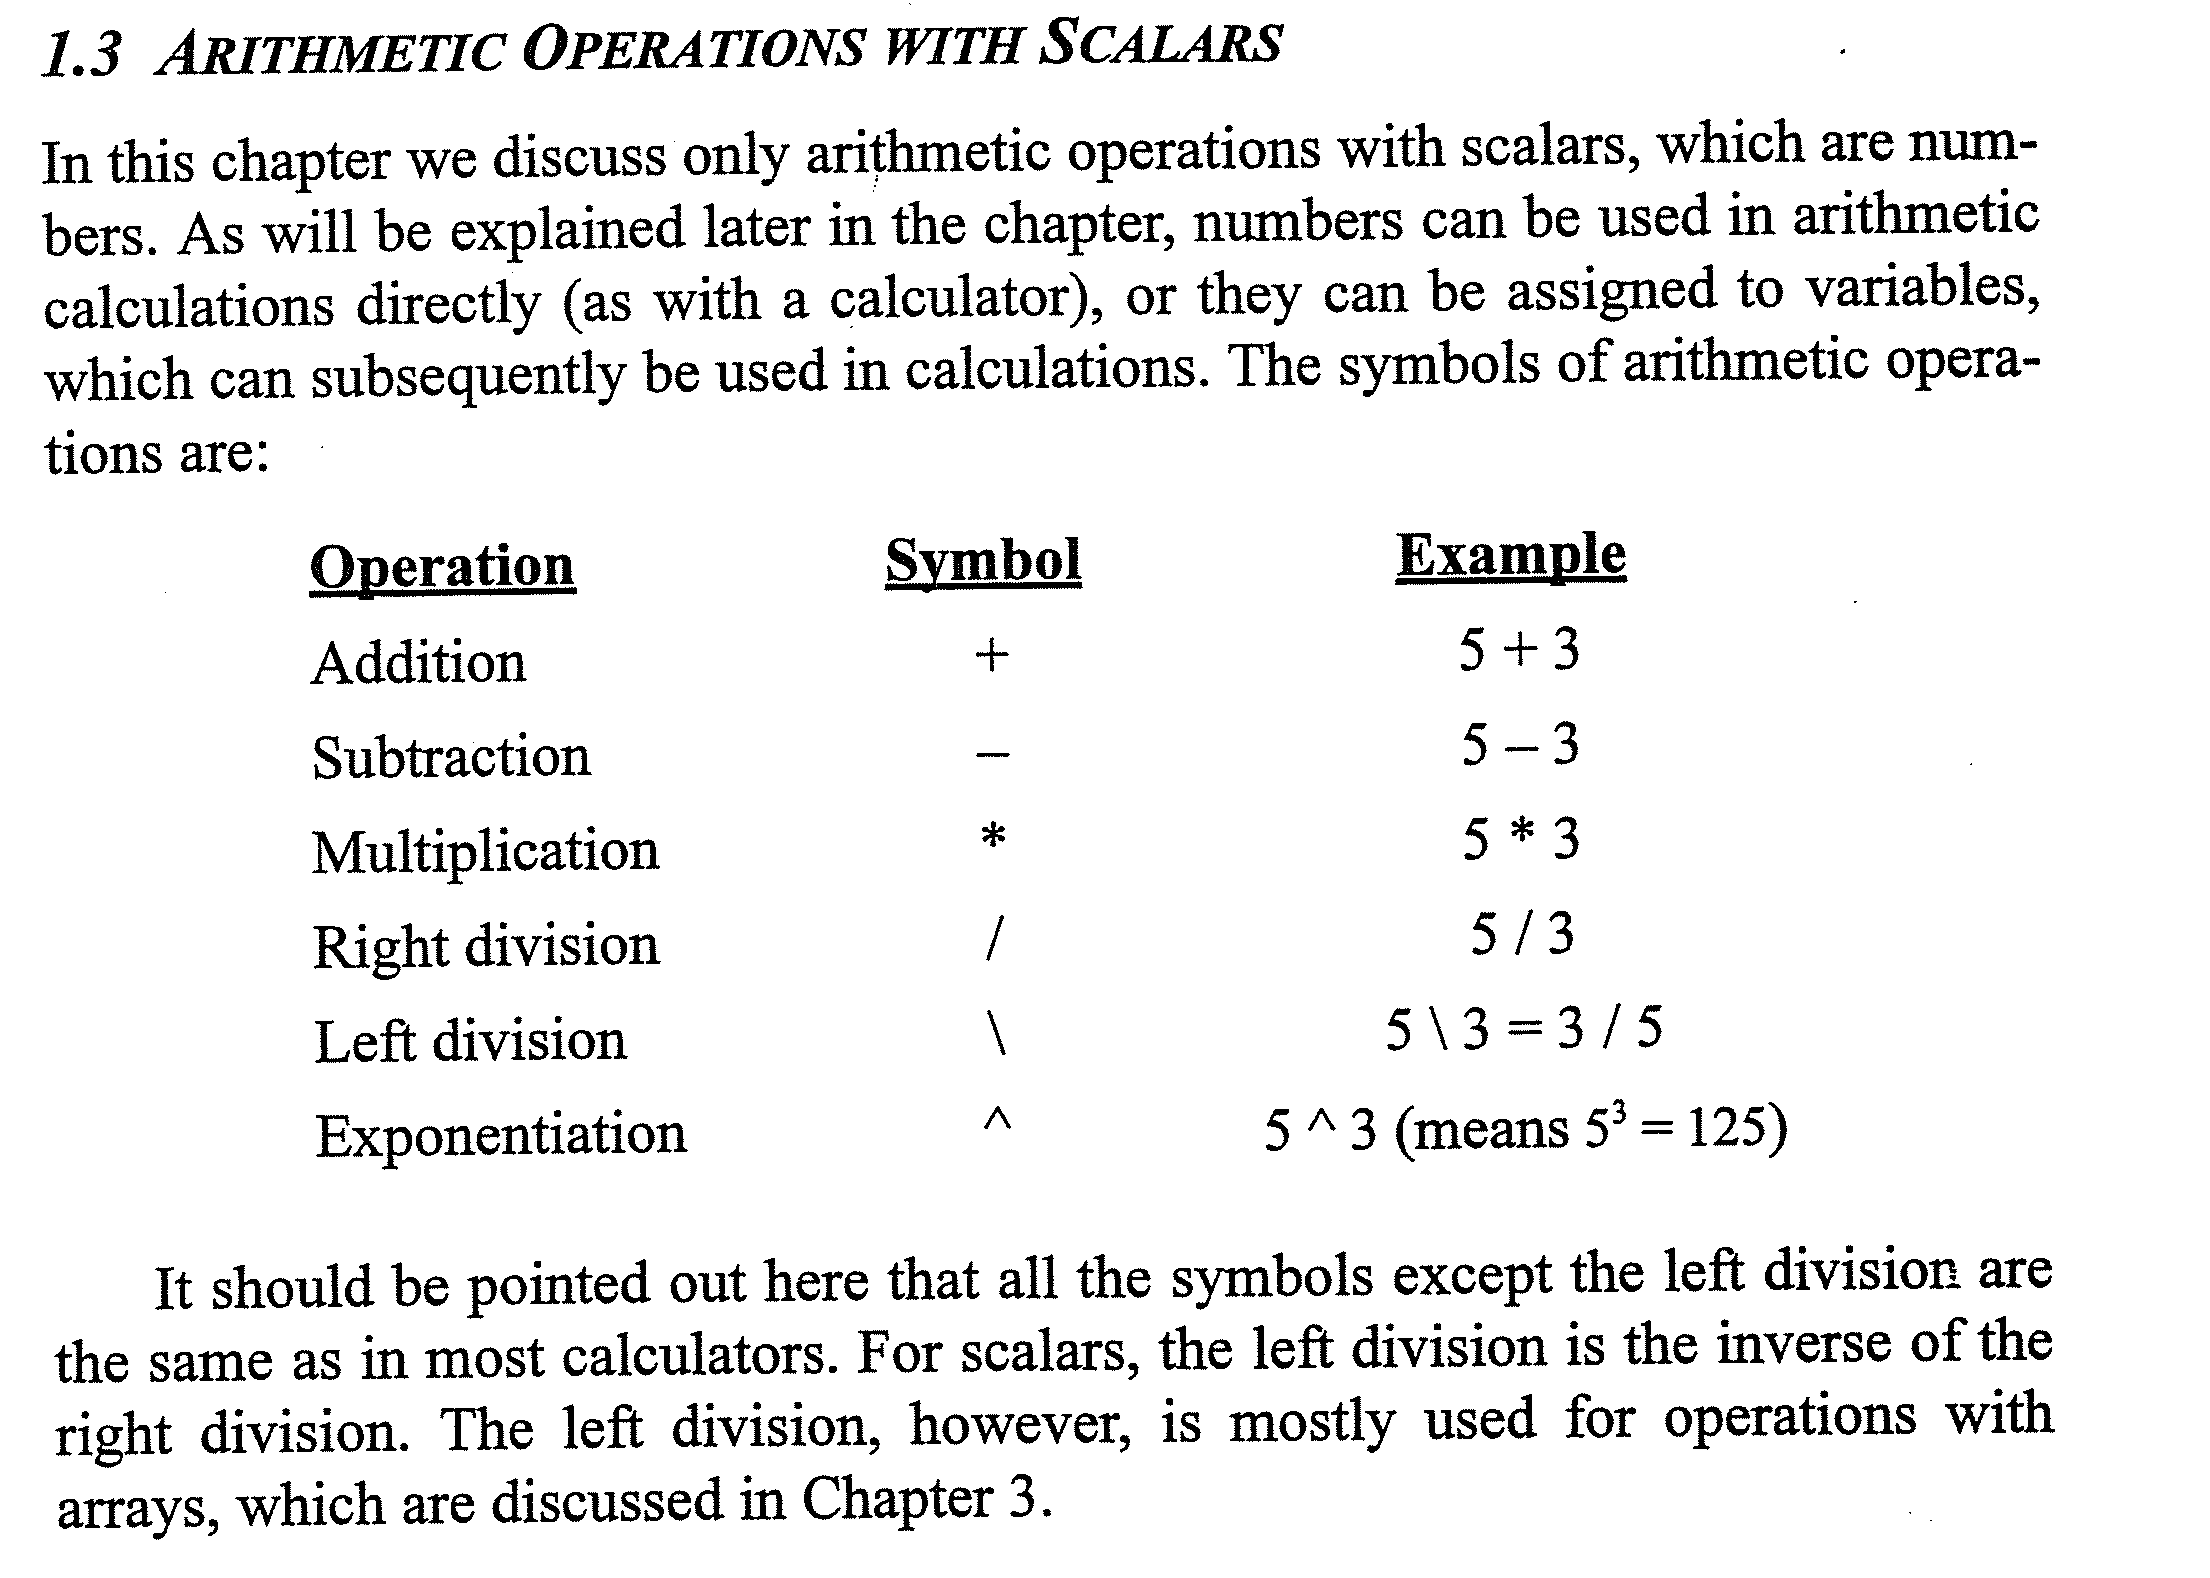 1.3 ARITHMETIC OPERATIONS WITH SCALARS
In this chapter we discuss only arithmetic operations with scalars, which are num-
bers. As will be explained later in the chapter, numbers can be used in arithmetic
calculations directly (as with a calculator), or they can be assigned to variables,
which can subsequently be used in calculations. The symbols of arithmetic opera-
tions are:
Operation Symbol Example
Addition + 5 + 3
Subtraction – 5 – 3
Multiplication * 5 * 3
Right division / 5 / 3
Left division \ 5 \ 3 = 3 / 5
Exponentiation ^ 5 ^ 3 (means 5³ = 125)
It should be pointed out here that all the symbols except the left division are
the same as in most calculators. For scalars, the left division is the inverse of the
right division. The left division, however, is mostly used for operations with
arrays, which are discussed in Chapter 3.